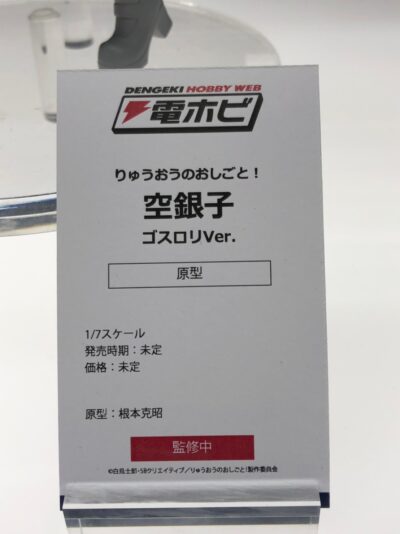 DENGEKI HOBBY WEB
電ホビ
りゅうおうのおしごと！
空銀子
ゴスロリVer.
原型
1/7スケール
発売時期：未定
価格：未定
原型：根本克昭
監修中
©白鳥士郎・SBクリエイティブ／りゅうおうのおしごと!製作委員会